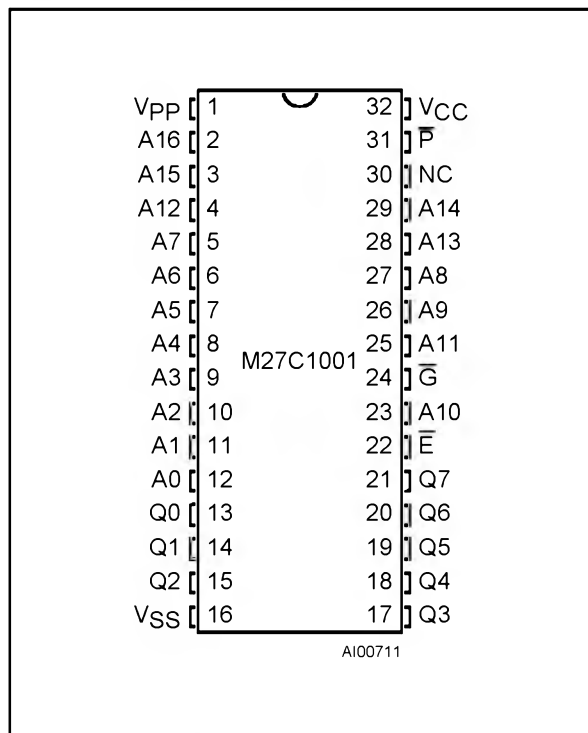 VPP 1 32 VCC
A16 2 31 P̅
A15 3 30 NC
A12 4 29 A14
A7 5 28 A13
A6 6 27 A8
A5 7 26 A9
A4 8 25 A11
M27C1001
A3 9 24 G̅
A2 10 23 A10
A1 11 22 E̅
A0 12 21 Q7
Q0 13 20 Q6
Q1 14 19 Q5
Q2 15 18 Q4
VSS 16 17 Q3
AI00711